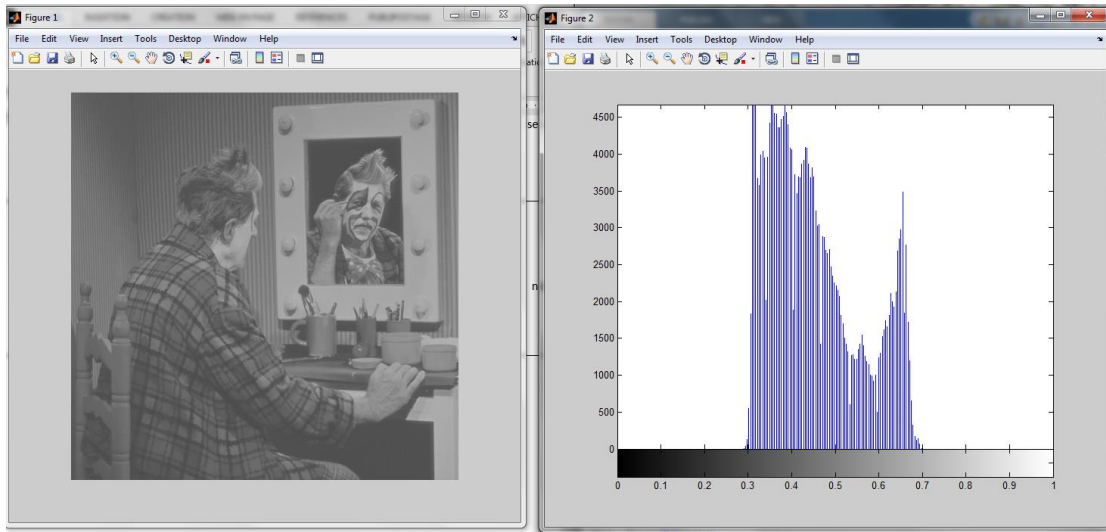 Figure 1
File Edit View Insert Tools Desktop Window Help
se
n
Figure 2
File Edit View Insert Tools Desktop Window Help
4500
4000
3500
3000
2500
2000
1500
1000
500
0
0 0.1 0.2 0.3 0.4 0.5 0.6 0.7 0.8 0.9 1